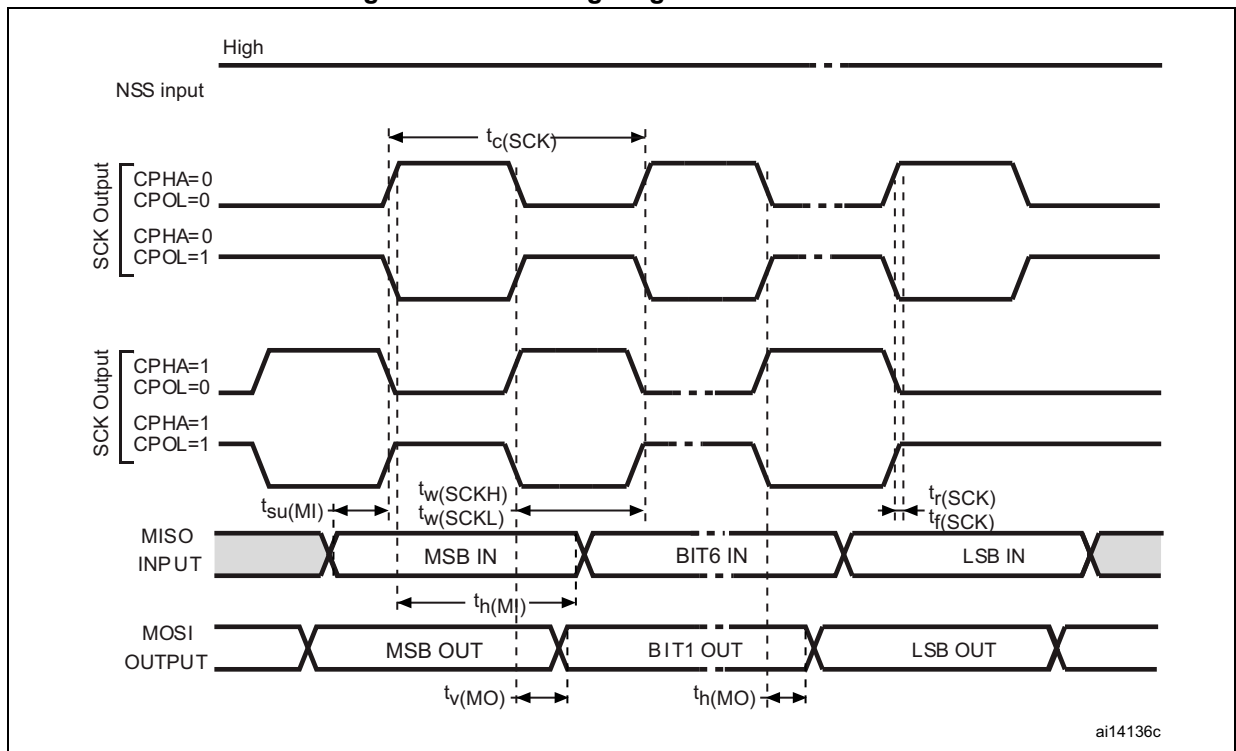 High
NSS input
tc(SCK)
SCK Output
CPHA=0
CPOL=0
CPHA=0
CPOL=1
SCK Output
CPHA=1
CPOL=0
CPHA=1
CPOL=1
tsu(MI)
tw(SCKH)
tw(SCKL)
tr(SCK)
tf(SCK)
MISO
INPUT
MSB IN
BIT6 IN
LSB IN
th(MI)
MOSI
OUTPUT
MSB OUT
BIT1 OUT
LSB OUT
tv(MO)
th(MO)
ai14136c